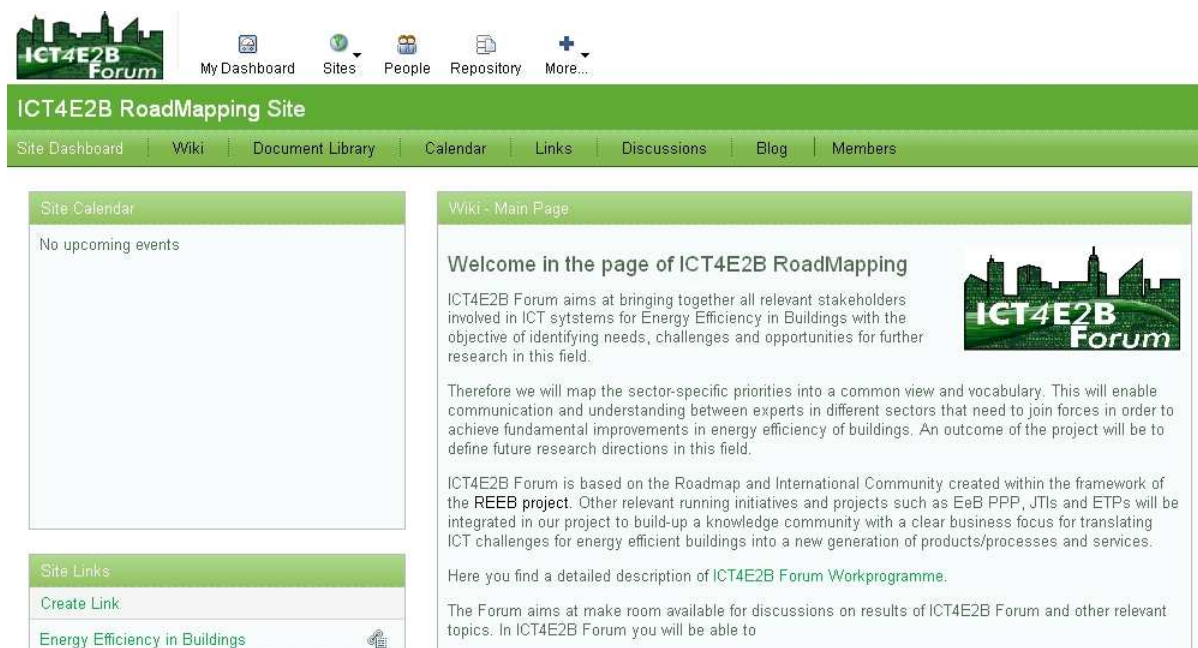 ICT4E2B
Forum
My Dashboard
Sites
People
Repository
More...
ICT4E2B RoadMapping Site
Site Dashboard
Wiki
Document Library
Calendar
Links
Discussions
Blog
Members
Site Calendar
No upcoming events
Site Links
Create Link
Energy Efficiency in Buildings
Wiki - Main Page
Welcome in the page of ICT4E2B RoadMapping
ICT4E2B
Forum
ICT4E2B Forum aims at bringing together all relevant stakeholders
involved in ICT sytstems for Energy Efficiency in Buildings with the
objective of identifying needs, challenges and opportunities for further
research in this field.
Therefore we will map the sector-specific priorities into a common view and vocabulary. This will enable
communication and understanding between experts in different sectors that need to join forces in order to
achieve fundamental improvements in energy efficiency of buildings. An outcome of the project will be to
define future research directions in this field.
ICT4E2B Forum is based on the Roadmap and International Community created within the framework of
the REEB project. Other relevant running initiatives and projects such as EeB PPP, JTIs and ETPs will be
integrated in our project to build-up a knowledge community with a clear business focus for translating
ICT challenges for energy efficient buildings into a new generation of products/processes and services.
Here you find a detailed description of ICT4E2B Forum Workprogramme.
The Forum aims at make room available for discussions on results of ICT4E2B Forum and other relevant
topics. In ICT4E2B Forum you will be able to